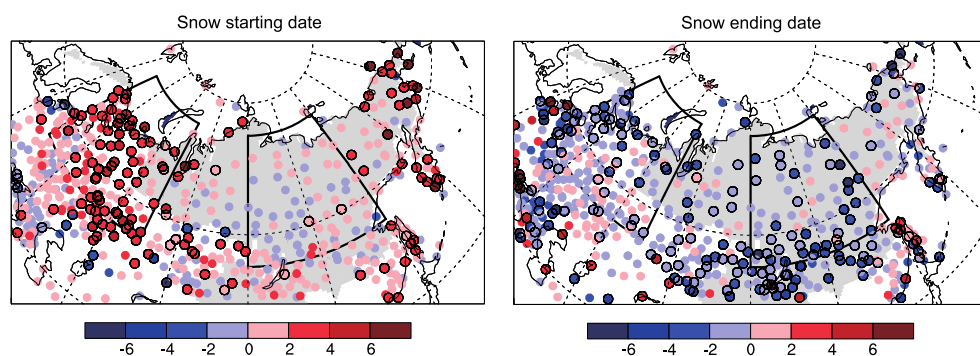 Snow starting date
Snow ending date
-6 -4 -2 0 2 4 6
-6 -4 -2 0 2 4 6